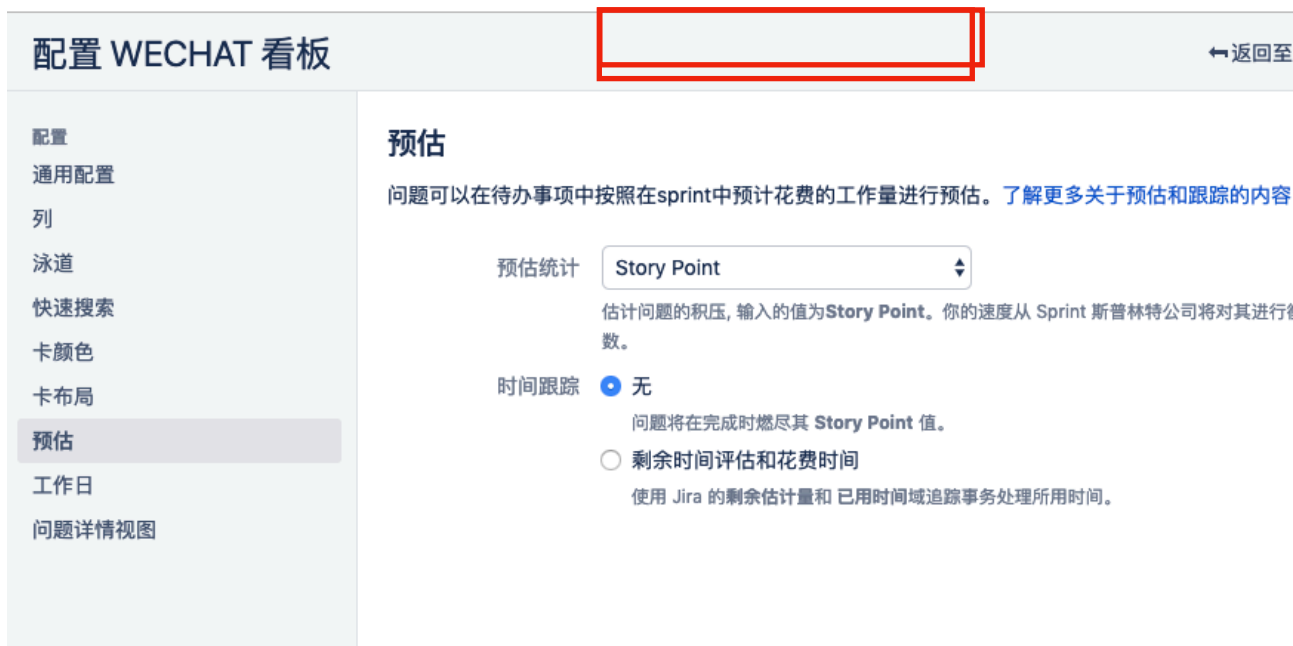 配置 WECHAT 看板
返回至
配置
通用配置
列
泳道
快速搜索
卡颜色
卡布局
预估
工作日
问题详情视图
预估
问题可以在待办事项中按照在sprint中预计花费的工作量进行预估。了解更多关于预估和跟踪的内容
预估统计 Story Point
估计问题的积压, 输入的值为Story Point。你的速度从 Sprint 斯普林特公司将对其进行
数。
时间跟踪 无
问题将在完成时燃尽其 Story Point 值。
剩余时间评估和花费时间
使用 Jira 的剩余估计量和 已用时间域追踪事务处理所用时间。